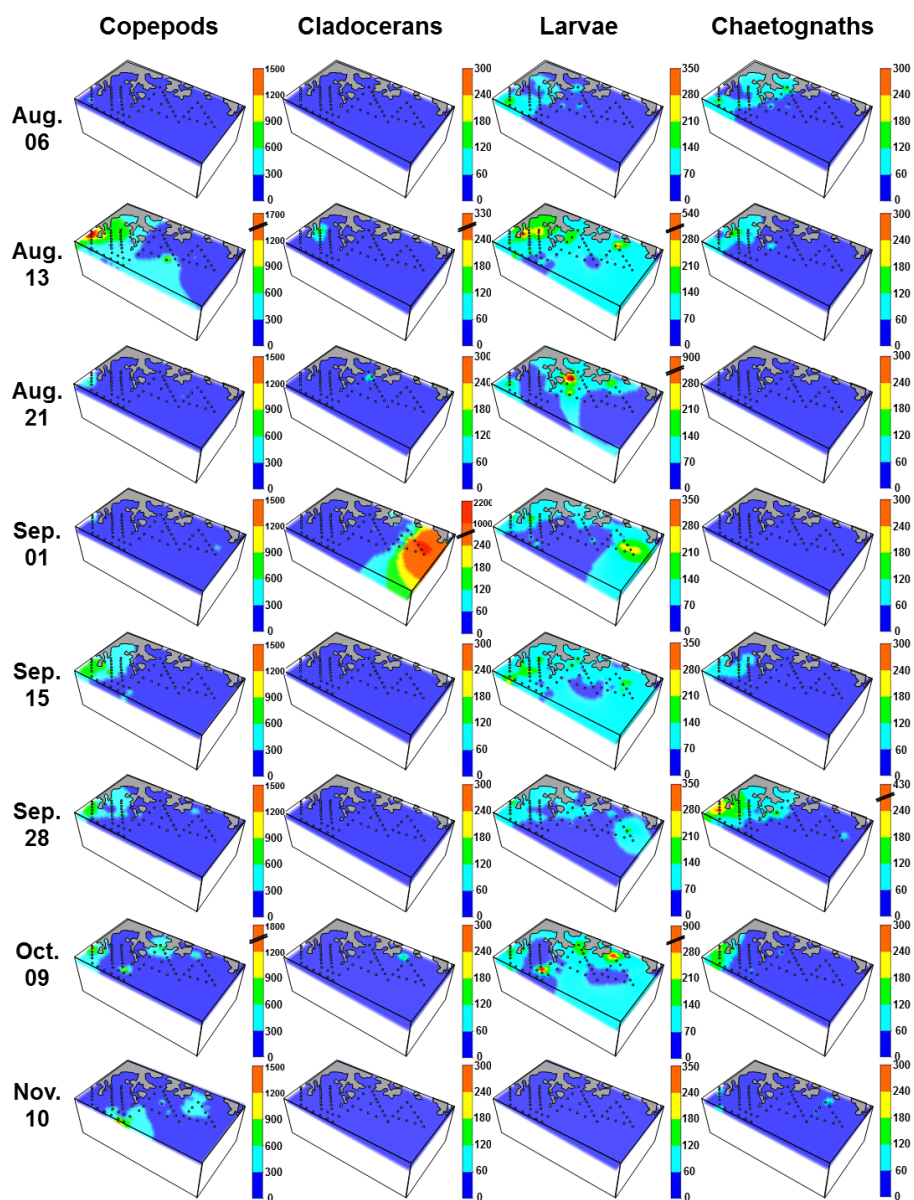 Copepods Cladocerans Larvae Chaetognaths
Aug.
06
1500 300 350 300
1200 240 280 240
900 180 210 180
600 120 140 120
300 60 70 60
0 0 0 0
Aug.
13
1700 330 540 300
1200 240 280 240
900 180 210 180
600 120 140 120
300 60 70 60
0 0 0 0
Aug.
21
1500 300 900 300
1200 240 280 240
900 180 210 180
600 120 140 120
300 60 70 60
0 0 0 0
Sep.
01
1500 2200 350 300
1000
1200 240 280 240
900 180 210 180
600 120 140 120
300 60 70 60
0 0 0 0
Sep.
15
1500 300 350 300
1200 240 280 240
900 180 210 180
600 120 140 120
300 60 70 60
0 0 0 0
Sep.
28
1500 300 350 430
1200 240 280 240
900 180 210 180
600 120 140 120
300 60 70 60
0 0 0 0
Oct.
09
1800 300 900 300
1200 240 280 240
900 180 210 180
600 120 140 120
300 60 70 60
0 0 0 0
Nov.
10
1500 300 350 300
1200 240 280 240
900 180 210 180
600 120 140 120
300 60 70 60
0 0 0 0